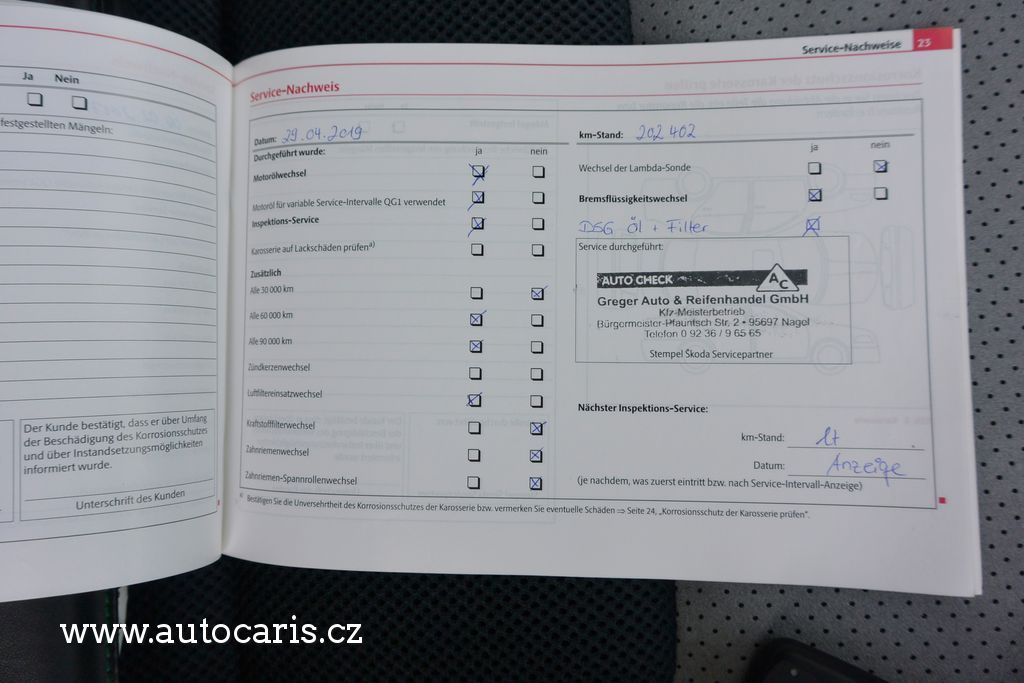 Ja Nein
festgestellten Mängeln:
Der Kunde bestätigt, dass er über Umfang
der Beschädigung des Korrosionsschutzes
und über Instandsetzungsmöglichkeiten
informiert wurde.
Unterschrift des Kunden
Service-Nachweise 23
Service-Nachweis
Datum: 29.04.2019
Durchgeführt wurde: ja nein
Motorölwechsel
Motoröl für variable Service-Intervalle QG1 verwendet
Inspektions-Service
Karosserie auf Lackschäden prüfen a)
Zusätzlich
Alle 30 000 km
Alle 60 000 km
Alle 90 000 km
Zündkerzenwechsel
Luftfiltereinsatzwechsel
Kraftstofffilterwechsel
Zahnriemenwechsel
Zahnriemen-Spannrollenwechsel
km-Stand: 202 402
ja nein
Wechsel der Lambda-Sonde
Bremsflüssigkeitswechsel
DSG Öl + Filter
Service durchgeführt:
AUTO CHECK AC
Greger Auto & Reifenhandel GmbH
Kfz-Meisterbetrieb
Bürgermeister-Pfauntsch Str. 2 • 95697 Nagel
Telefon 0 92 36 / 9 65 65
Stempel Škoda Servicepartner
Nächster Inspektions-Service:
km-Stand: lt.
Datum: Anzeige
(je nachdem, was zuerst eintritt bzw. nach Service-Intervall-Anzeige)
a) Bestätigen Sie die Unversehrtheit des Korrosionsschutzes der Karosserie bzw. vermerken Sie eventuelle Schäden ⇒ Seite 24, „Korrosionsschutz der Karosserie prüfen“.
www.autocaris.cz